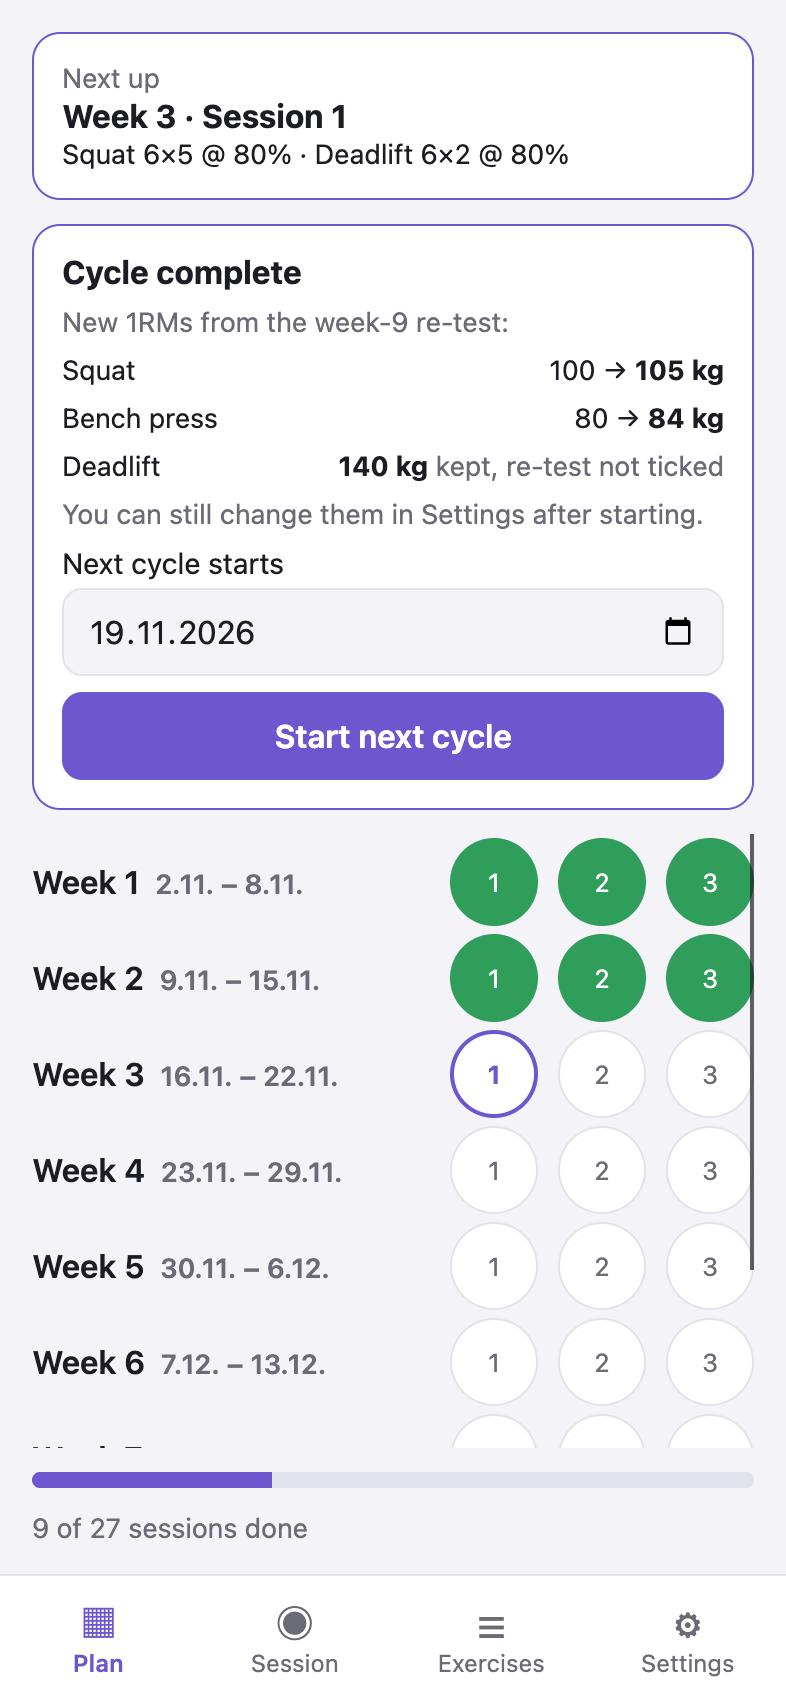 Next up
Week 3 · Session 1
Squat 6×5 @ 80% · Deadlift 6×2 @ 80%
Cycle complete
New 1RMs from the week-9 re-test:
Squat 100 → 105 kg
Bench press 80 → 84 kg
Deadlift 140 kg kept, re-test not ticked
You can still change them in Settings after starting.
Next cycle starts
19.11.2026
Start next cycle
Week 1 2.11. – 8.11. 1 2 3
Week 2 9.11. – 15.11. 1 2 3
Week 3 16.11. – 22.11. 1 2 3
Week 4 23.11. – 29.11. 1 2 3
Week 5 30.11. – 6.12. 1 2 3
Week 6 7.12. – 13.12. 1 2 3
9 of 27 sessions done
Plan Session Exercises Settings